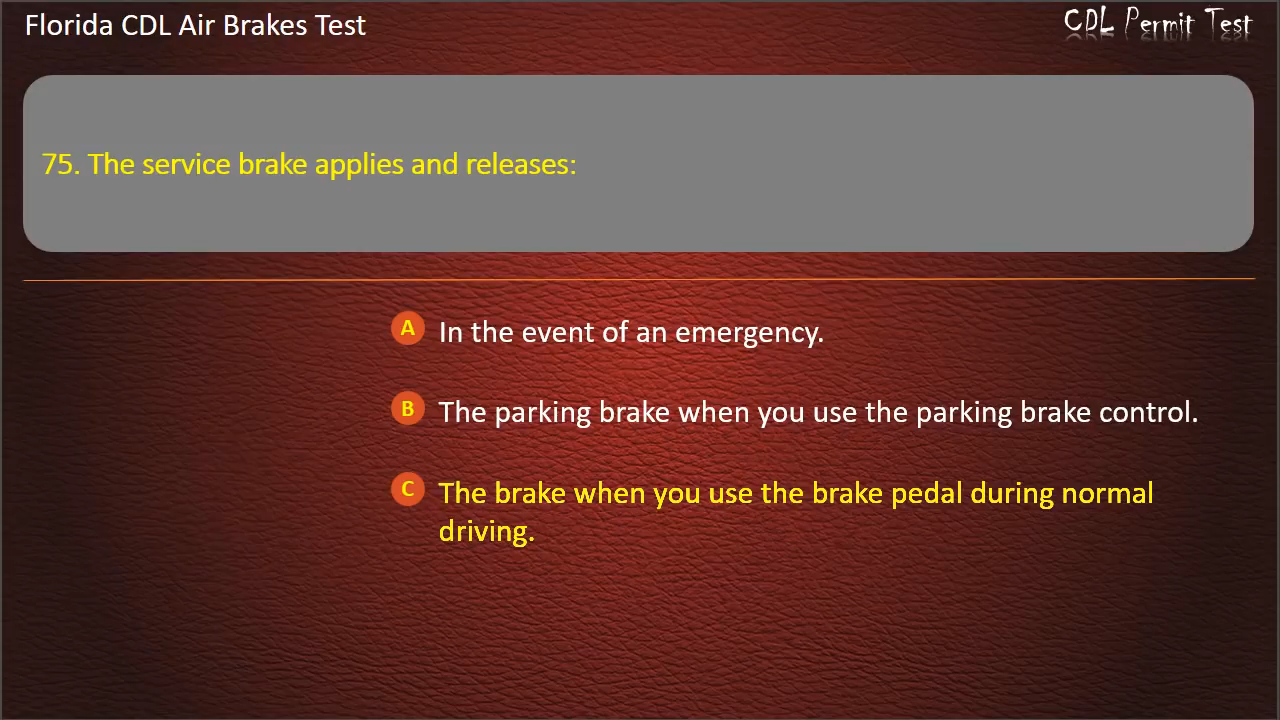 Florida CDL Air Brakes Test
CDL Permit Test
75. The service brake applies and releases:
A In the event of an emergency.
B The parking brake when you use the parking brake control.
C The brake when you use the brake pedal during normal
driving.